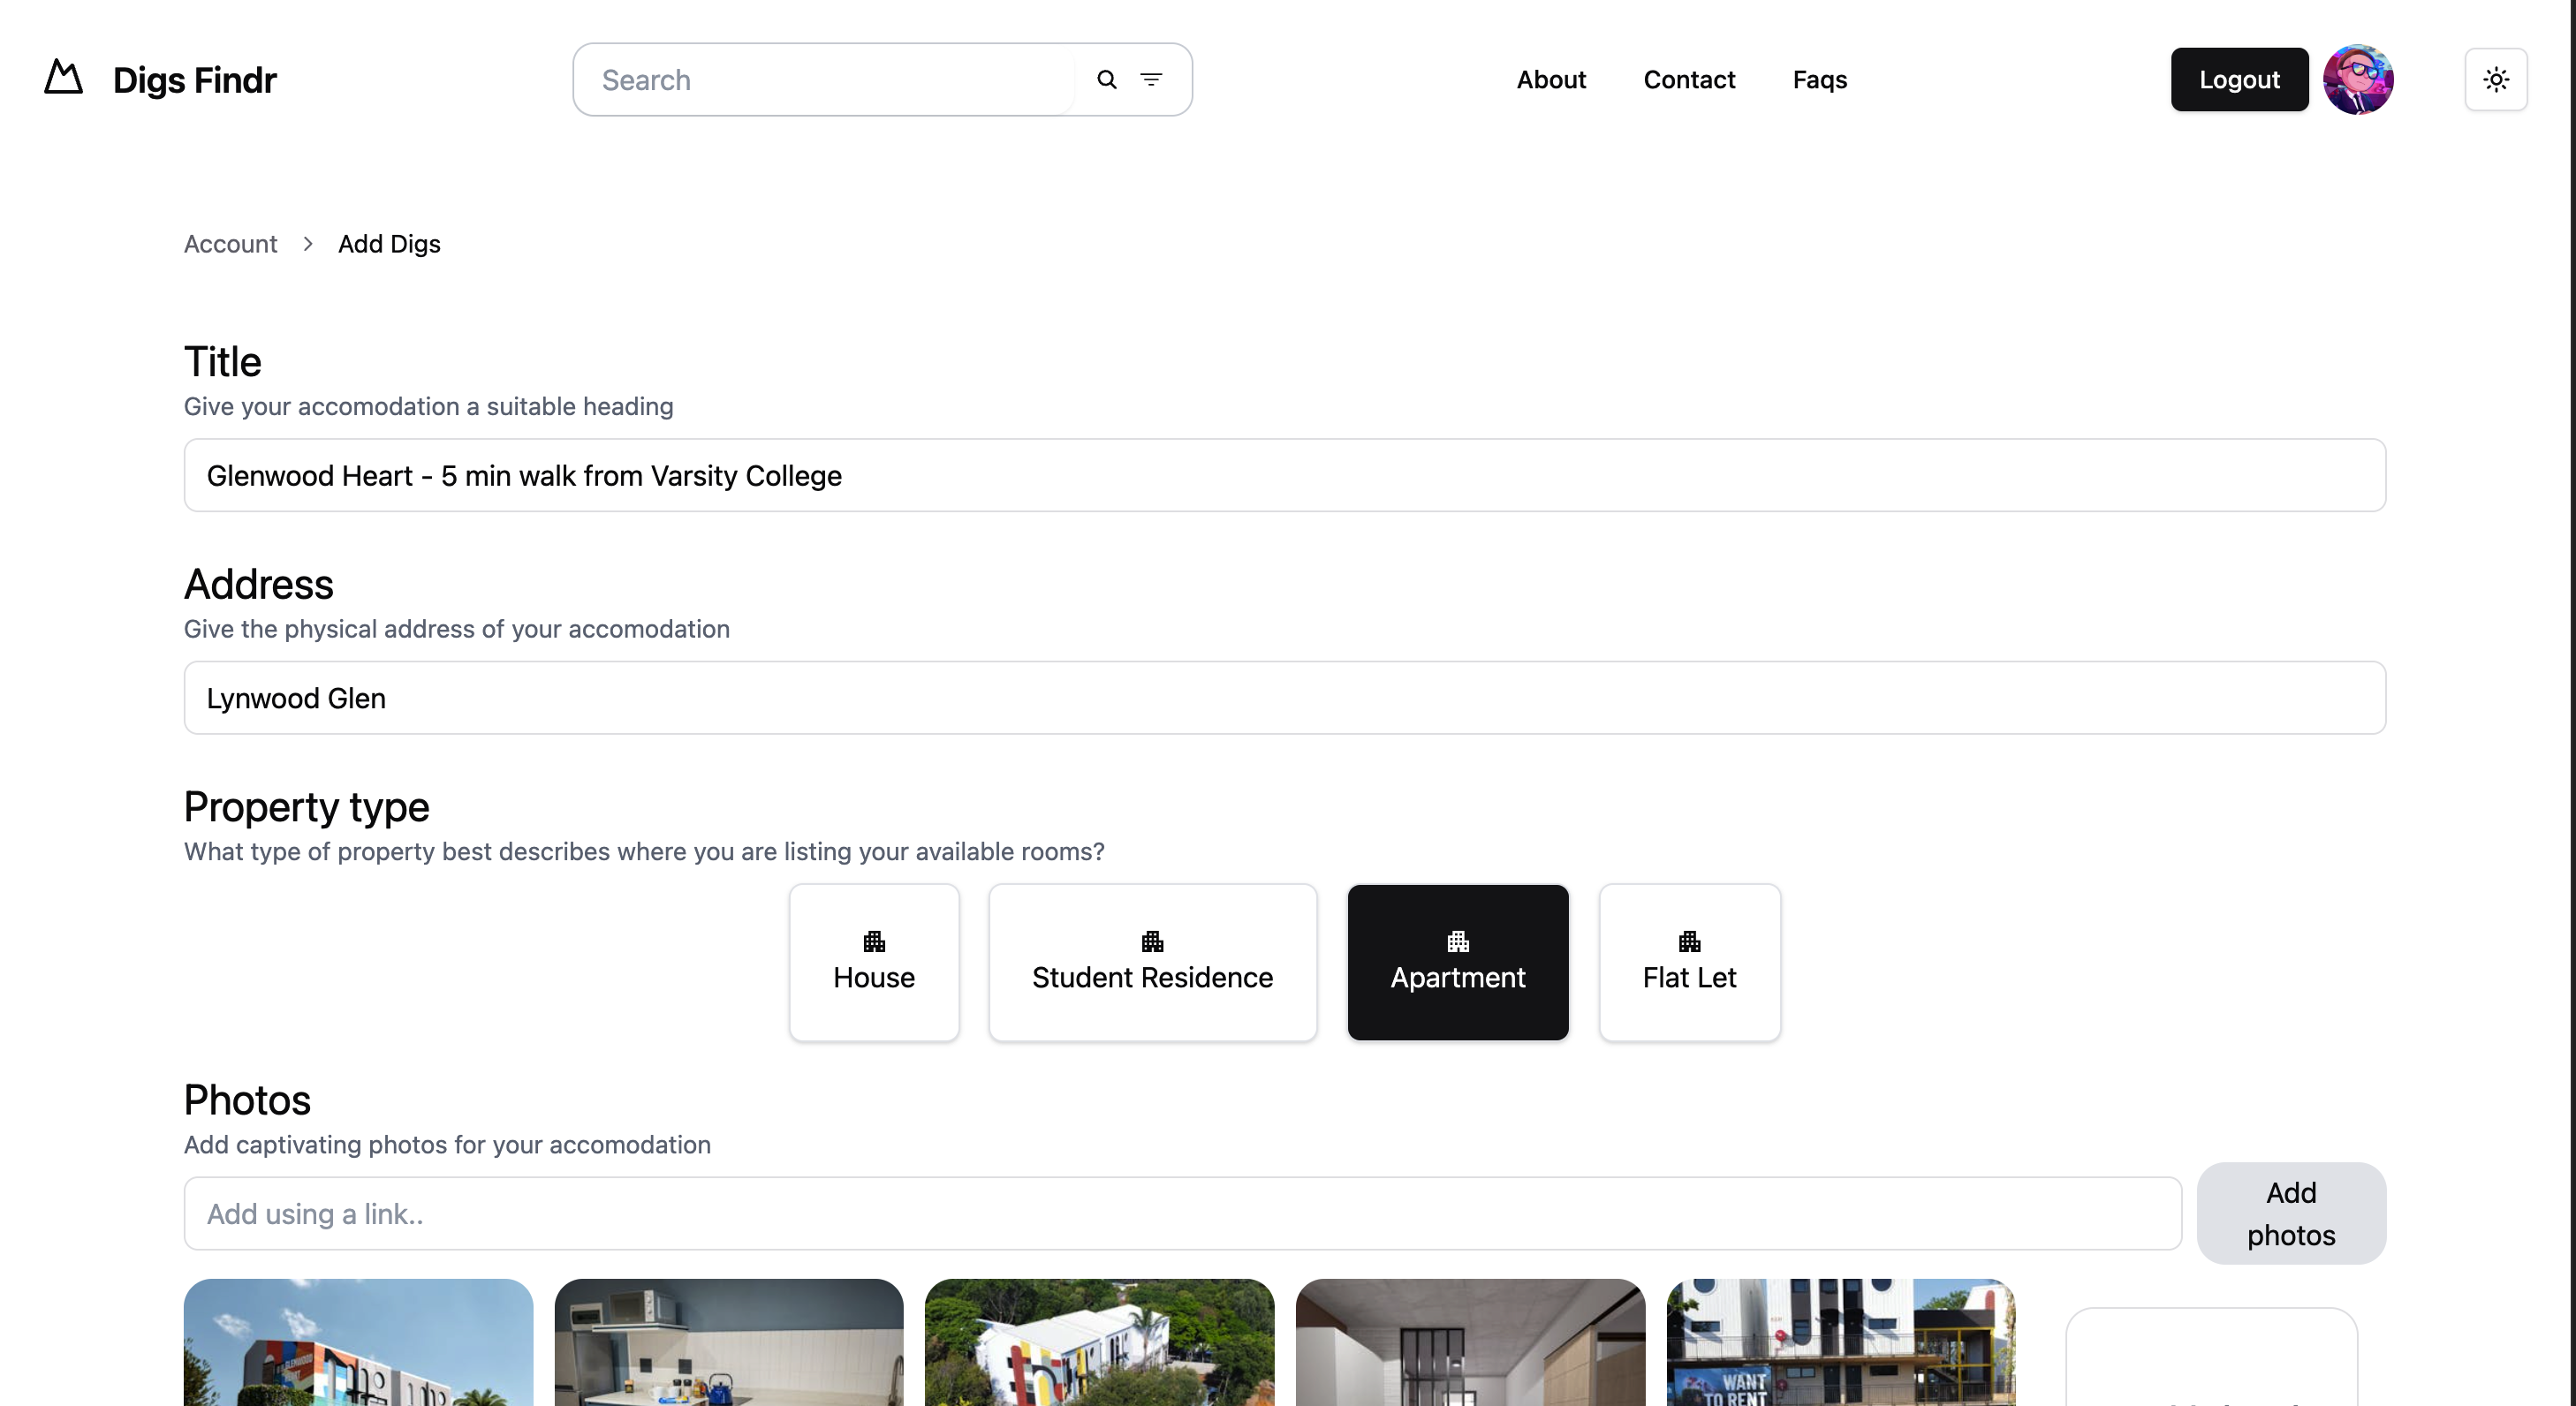 Digs Findr
Search
About
Contact
Faqs
Logout
Account
Add Digs
Title
Give your accomodation a suitable heading
Glenwood Heart - 5 min walk from Varsity College
Address
Give the physical address of your accomodation
Lynwood Glen
Property type
What type of property best describes where you are listing your available rooms?
House
Student Residence
Apartment
Flat Let
Photos
Add captivating photos for your accomodation
Add using a link..
Add
photos
WANT
TO RENT